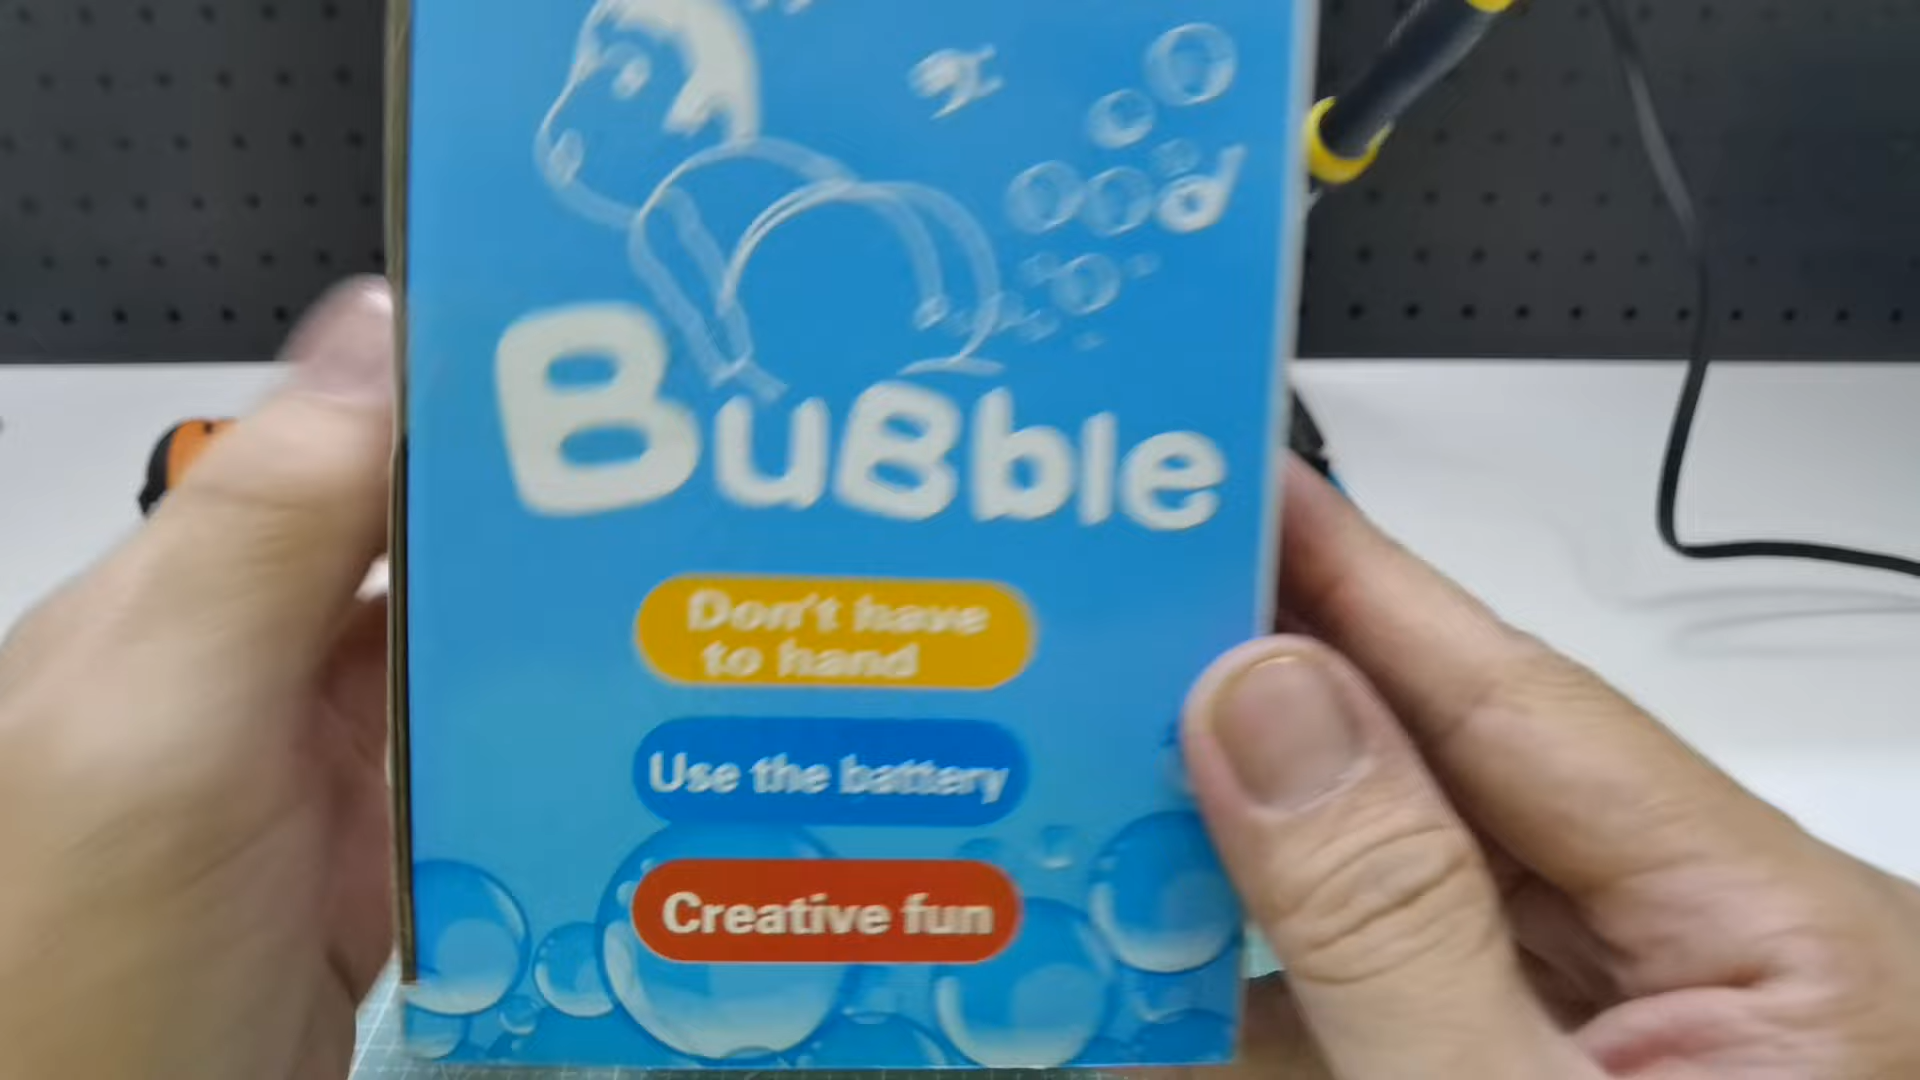 BuBble
Don't have
to hand
Use the battery
Creative fun